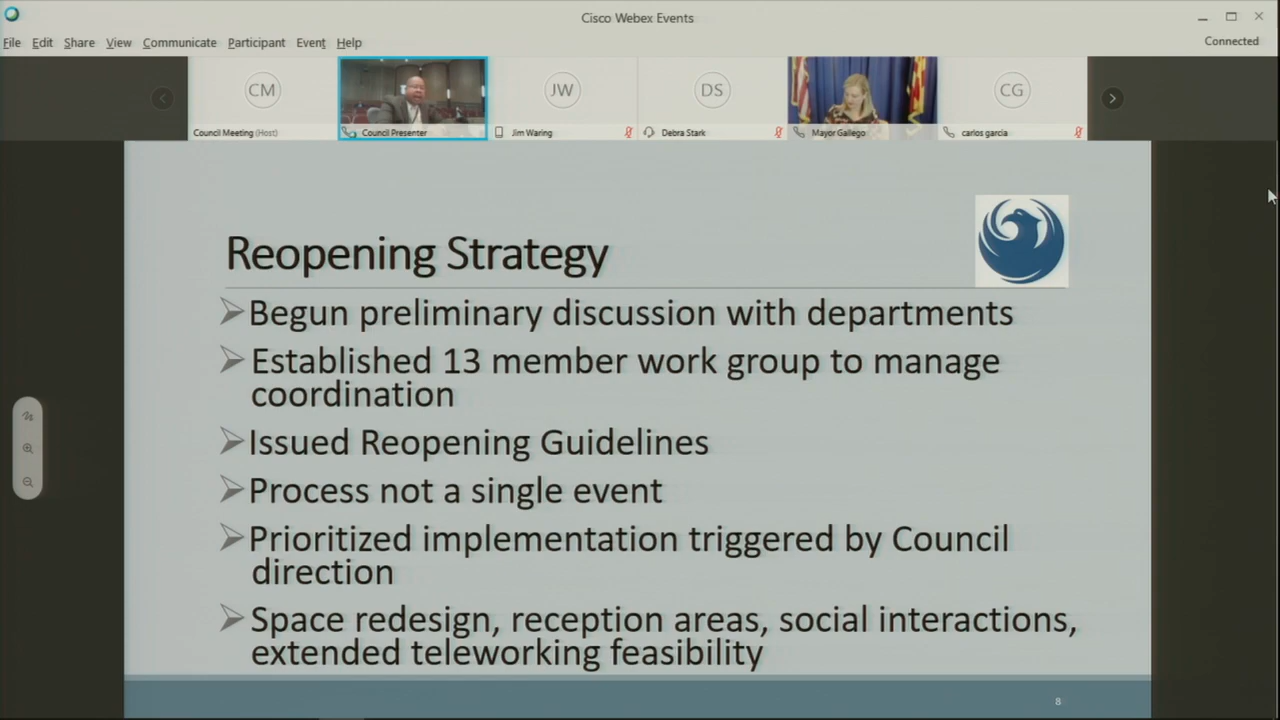 Cisco Webex Events
File Edit Share View Communicate Participant Event Help
Connected
CM
JW
DS
CG
Council Meeting (Host)
Council Presenter
Jim Waring
Debra Stark
Mayor Gallego
carlos garcia
Reopening Strategy
Begun preliminary discussion with departments
Established 13 member work group to manage
coordination
Issued Reopening Guidelines
Process not a single event
Prioritized implementation triggered by Council
direction
Space redesign, reception areas, social interactions,
extended teleworking feasibility
8